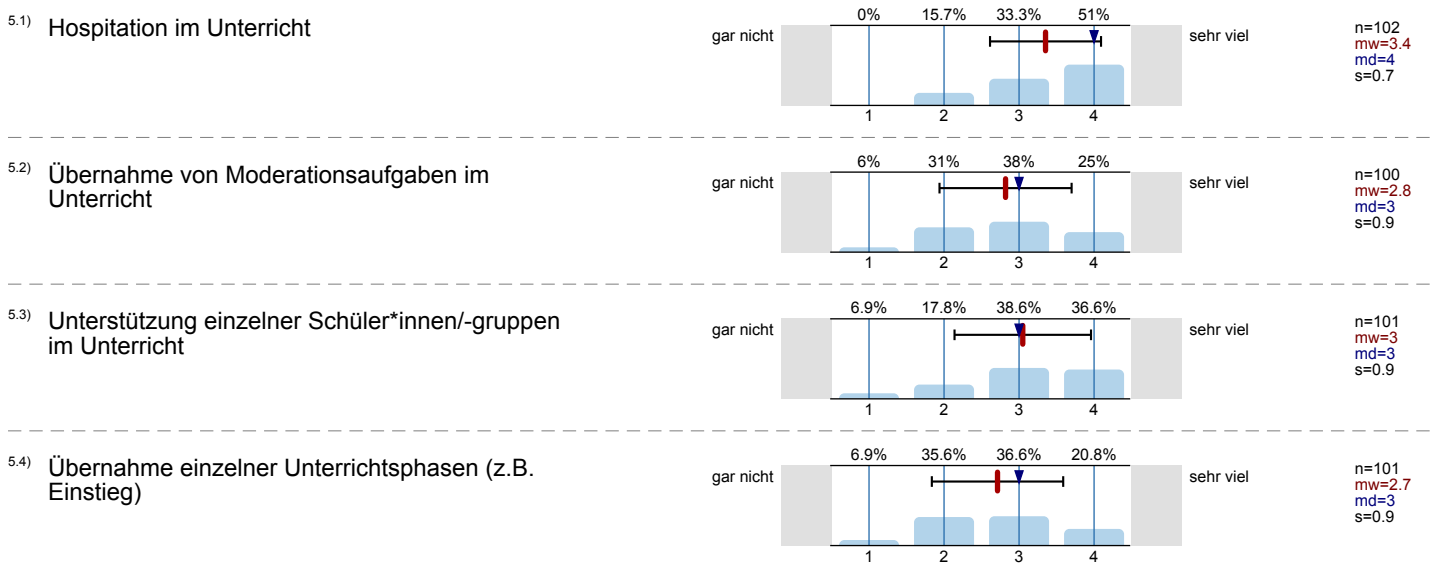 5.1) Hospitation im Unterricht
0% 15.7% 33.3% 51%
gar nicht
sehr viel
n=102
mw=3.4
md=4
s=0.7
1 2 3 4
5.2) Übernahme von Moderationsaufgaben im
Unterricht
6% 31% 38% 25%
gar nicht
sehr viel
n=100
mw=2.8
md=3
s=0.9
1 2 3 4
5.3) Unterstützung einzelner Schüler*innen/-gruppen
im Unterricht
6.9% 17.8% 38.6% 36.6%
gar nicht
sehr viel
n=101
mw=3
md=3
s=0.9
1 2 3 4
5.4) Übernahme einzelner Unterrichtsphasen (z.B.
Einstieg)
6.9% 35.6% 36.6% 20.8%
gar nicht
sehr viel
n=101
mw=2.7
md=3
s=0.9
1 2 3 4